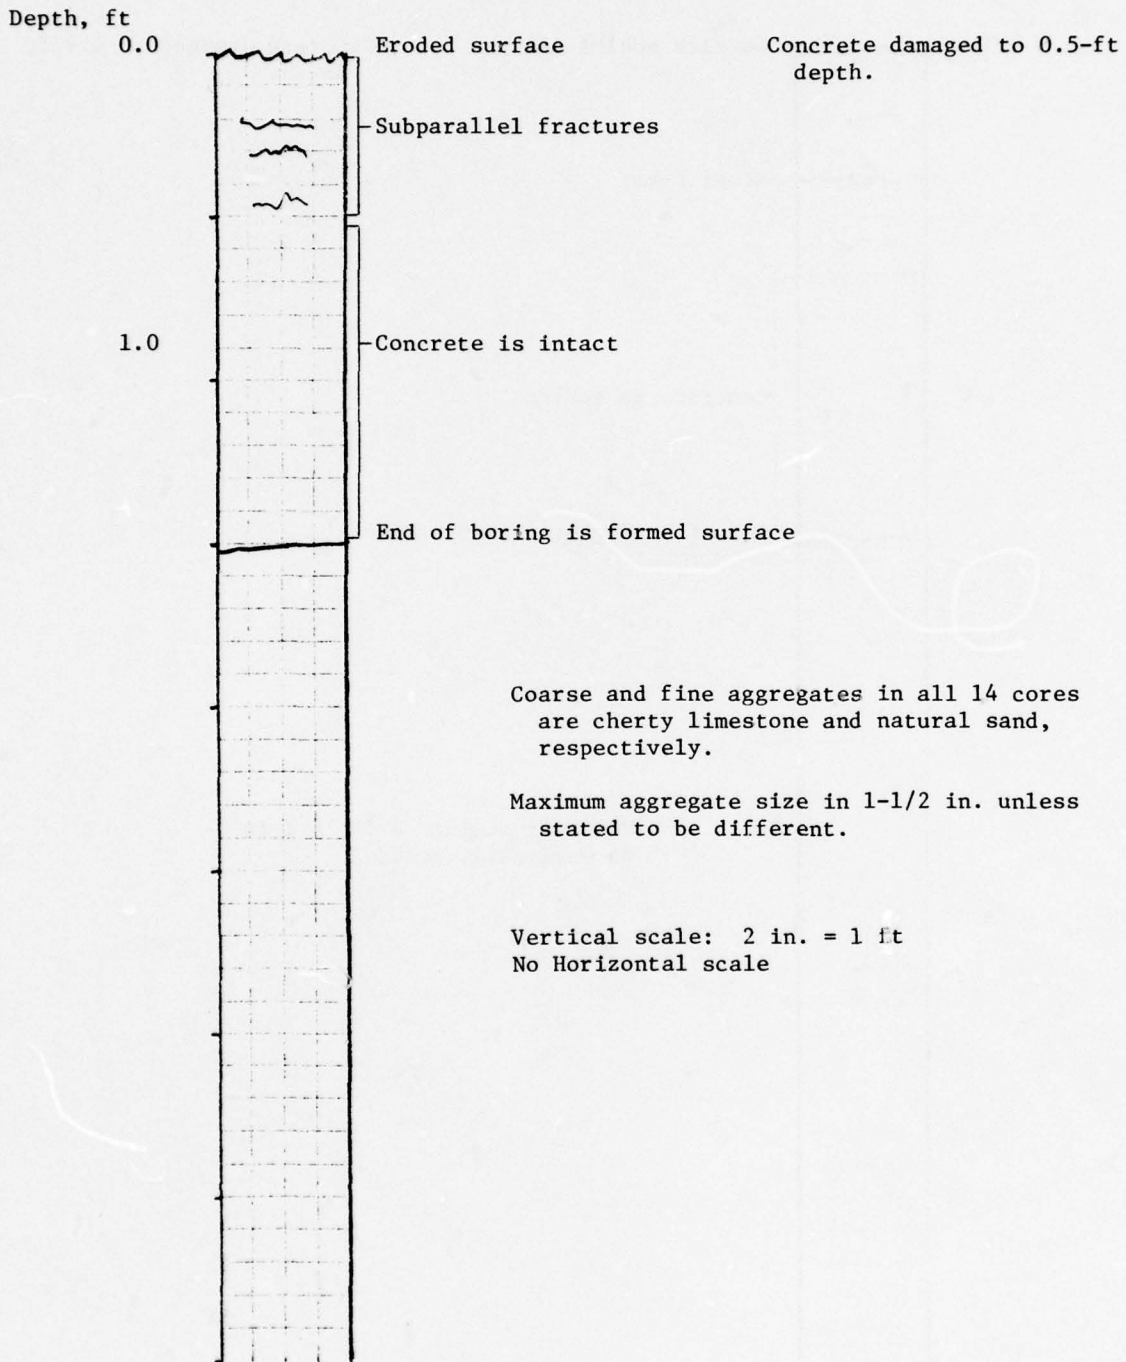 Depth, ft
0.0
Eroded surface
Concrete damaged to 0.5-ft
depth.
Subparallel fractures
1.0
Concrete is intact
End of boring is formed surface
Coarse and fine aggregates in all 14 cores
are cherty limestone and natural sand,
respectively.
Maximum aggregate size in 1-1/2 in. unless
stated to be different.
Vertical scale: 2 in. = 1 ft
No Horizontal scale